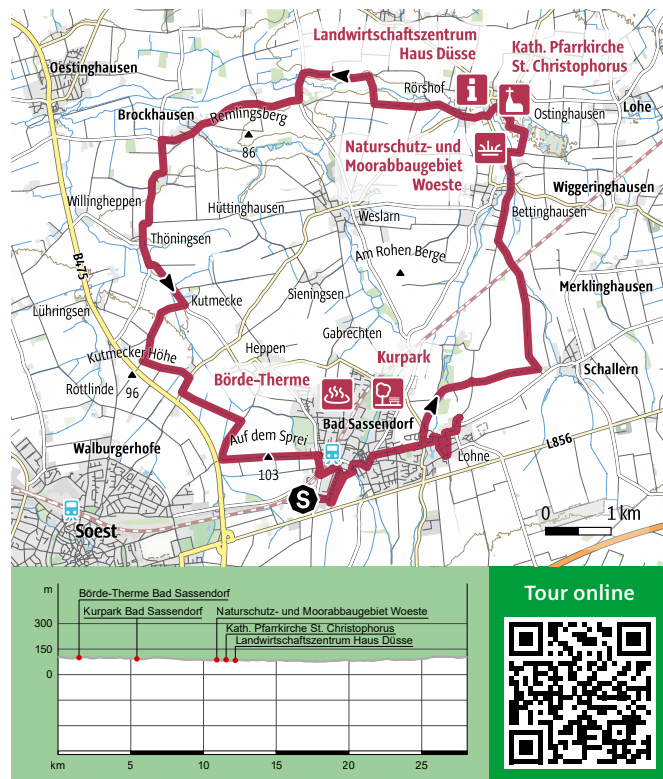 Landwirtschaftszentrum
Haus Düsse
Kath. Pfarrkirche
St. Christophorus
Oestinghausen
Rörshof
Lohe
Brockhausen
Remlingsberg
Ostinghausen
86
Naturschutz- und
Moorabbaugebiet
Woeste
Wiggeringhausen
Willingheppen
Hüttinghausen
Weslarn
Bettinghausen
Thöningsen
B475
Am Rohen Berge
Merklinghausen
Sieningsen
Kutmecke
Lühringsen
Gabrechten
Heppen
Kurpark
Kutmecker Höhe
Schallern
Börde-Therme
Rottlinde
96
Bad Sassendorf
Auf dem Sprei
Walburgerhofe
L856
Lohne
103
S
0 1 km
Soest
m
Börde-Therme Bad Sassendorf
Kurpark Bad Sassendorf
Naturschutz- und Moorabbaugebiet Woeste
Kath. Pfarrkirche St. Christophorus
Landwirtschaftszentrum Haus Düsse
300
150
0
km 5 10 15 20 25
Tour online